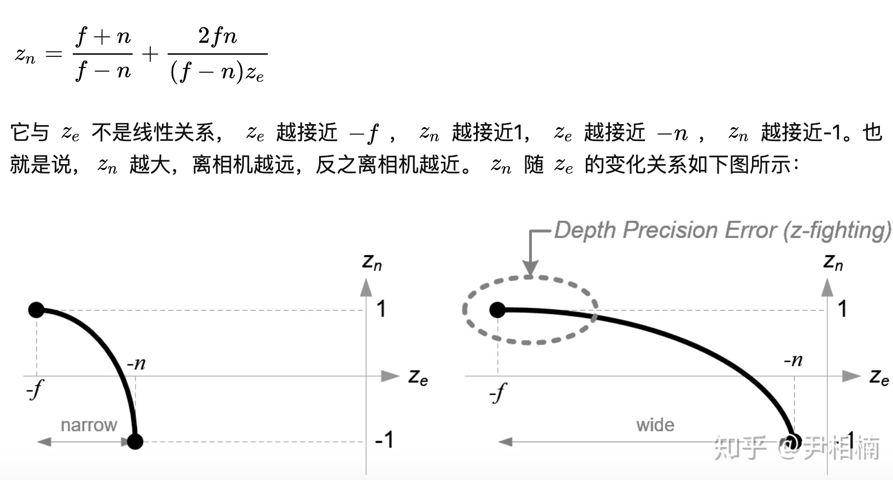 z_n = \frac{f+n}{f-n} + \frac{2fn}{(f-n)z_e}
它与 z_e 不是线性关系， z_e 越接近 −f ， z_n 越接近1， z_e 越接近 −n ， z_n 越接近-1。也
就是说， z_n 越大，离相机越远，反之离相机越近。 z_n 随 z_e 的变化关系如下图所示：
Depth Precision Error (z-fighting)
z_n
1
-n
z_e
-f
narrow
-1
z_n
1
-n
z_e
-f
wide
-1
知乎 @尹相楠